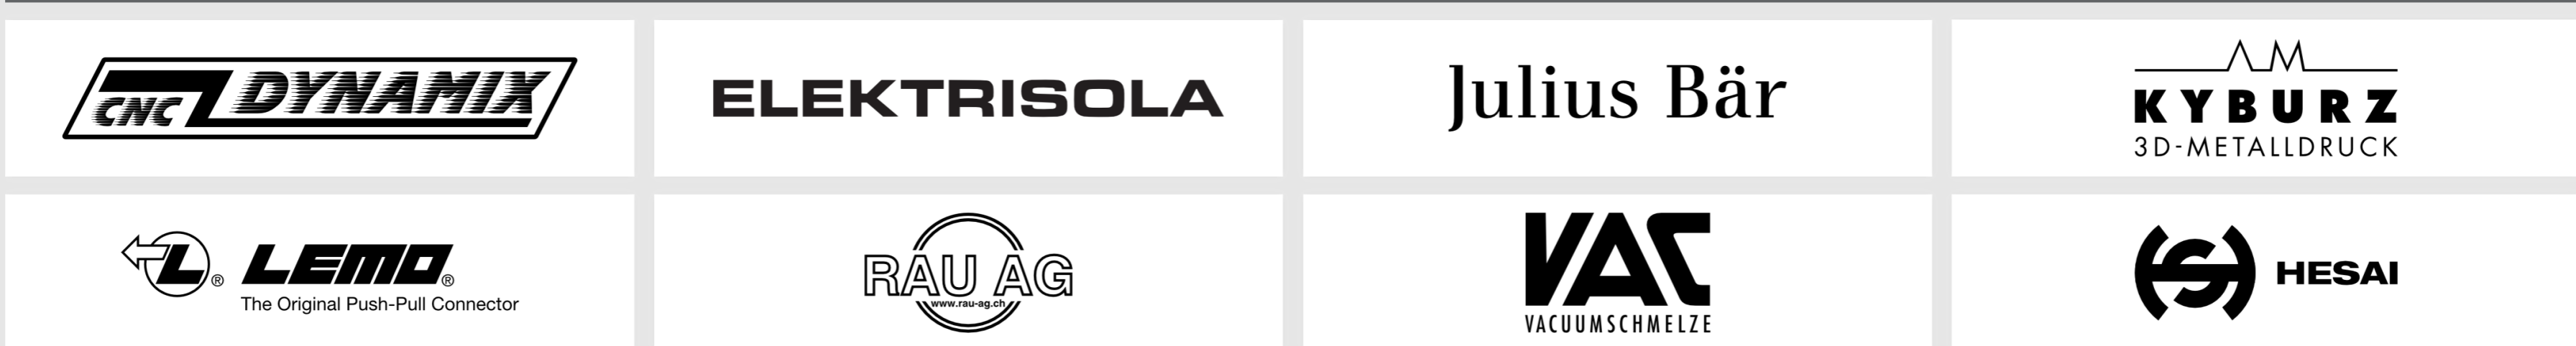 CNC DYNAMIX
ELEKTRISOLA
Julius Bär
AM
KYBURZ
3D-METALLDRUCK
L® LEMO®
The Original Push-Pull Connector
RAU AG
www.rau-ag.ch
VAC
VACUUMSCHMELZE
HESAI